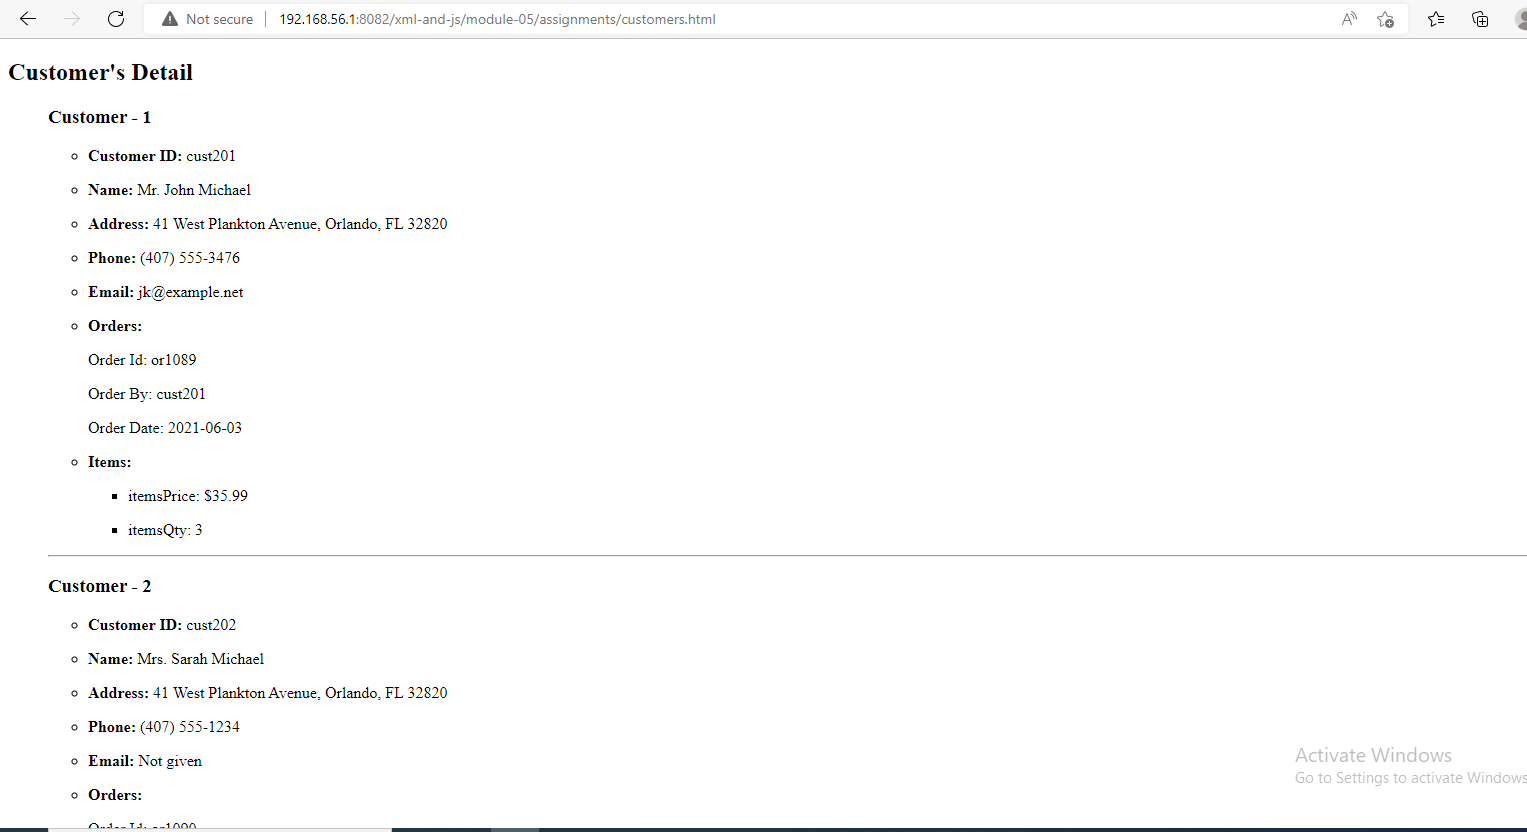 Not secure | 192.168.56.1:8082/xml-and-js/module-05/assignments/customers.html
Customer's Detail
Customer - 1
Customer ID: cust201
Name: Mr. John Michael
Address: 41 West Plankton Avenue, Orlando, FL 32820
Phone: (407) 555-3476
Email: jk@example.net
Orders:
Order Id: or1089
Order By: cust201
Order Date: 2021-06-03
Items:
itemsPrice: $35.99
itemsQty: 3
Customer - 2
Customer ID: cust202
Name: Mrs. Sarah Michael
Address: 41 West Plankton Avenue, Orlando, FL 32820
Phone: (407) 555-1234
Email: Not given
Orders:
Order Id: or1090
Activate Windows
Go to Settings to activate Windows